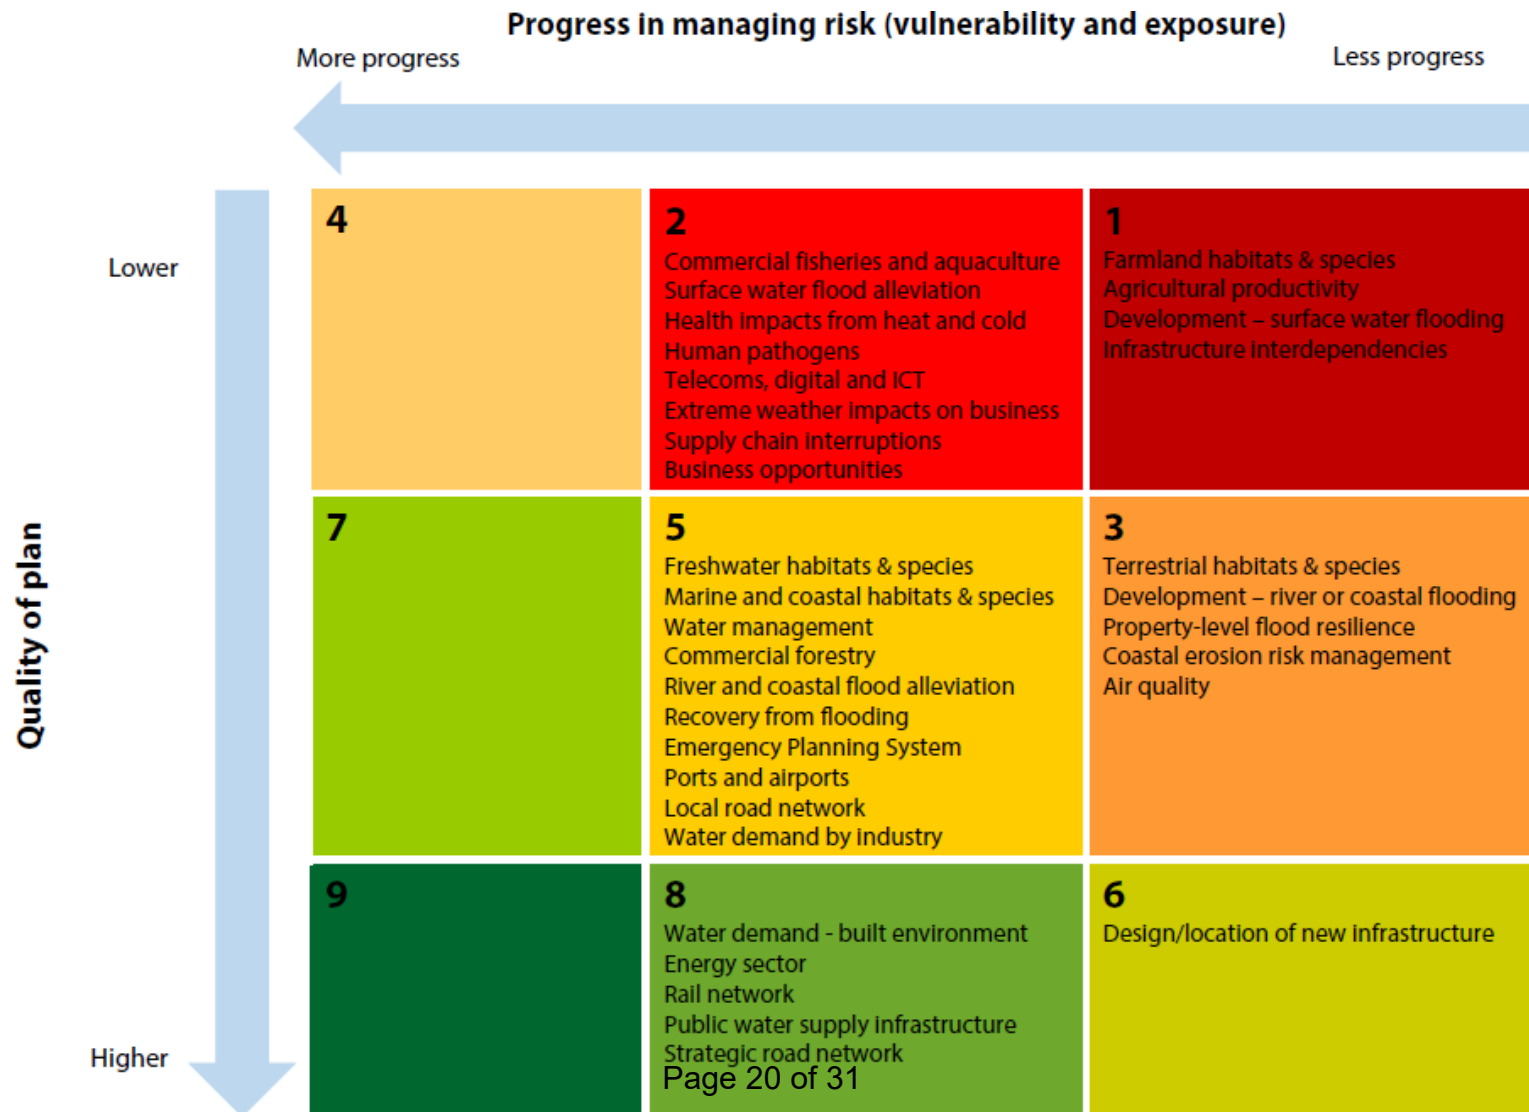 Progress in managing risk (vulnerability and exposure)
More progress
Less progress
Lower
Quality of plan
Higher
4
2
Commercial fisheries and aquaculture
Surface water flood alleviation
Health impacts from heat and cold
Human pathogens
Telecoms, digital and ICT
Extreme weather impacts on business
Supply chain interruptions
Business opportunities
1
Farmland habitats & species
Agricultural productivity
Development – surface water flooding
Infrastructure interdependencies
7
5
Freshwater habitats & species
Marine and coastal habitats & species
Water management
Commercial forestry
River and coastal flood alleviation
Recovery from flooding
Emergency Planning System
Ports and airports
Local road network
Water demand by industry
3
Terrestrial habitats & species
Development – river or coastal flooding
Property-level flood resilience
Coastal erosion risk management
Air quality
9
8
Water demand - built environment
Energy sector
Rail network
Public water supply infrastructure
Strategic road network
6
Design/location of new infrastructure
Page 20 of 31